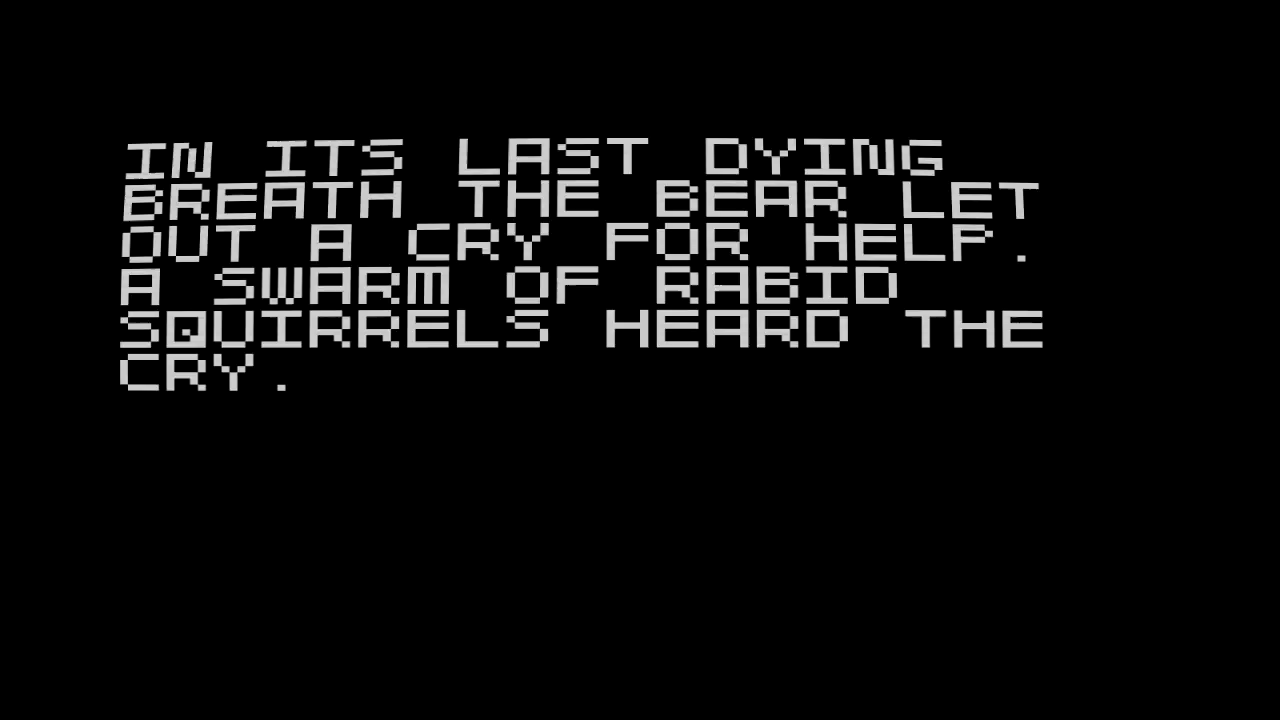 IN ITS LAST DYING
BREATH THE BEAR LET
OUT A CRY FOR HELP.
A SWARM OF RABID
SQUIRRELS HEARD THE
CRY.